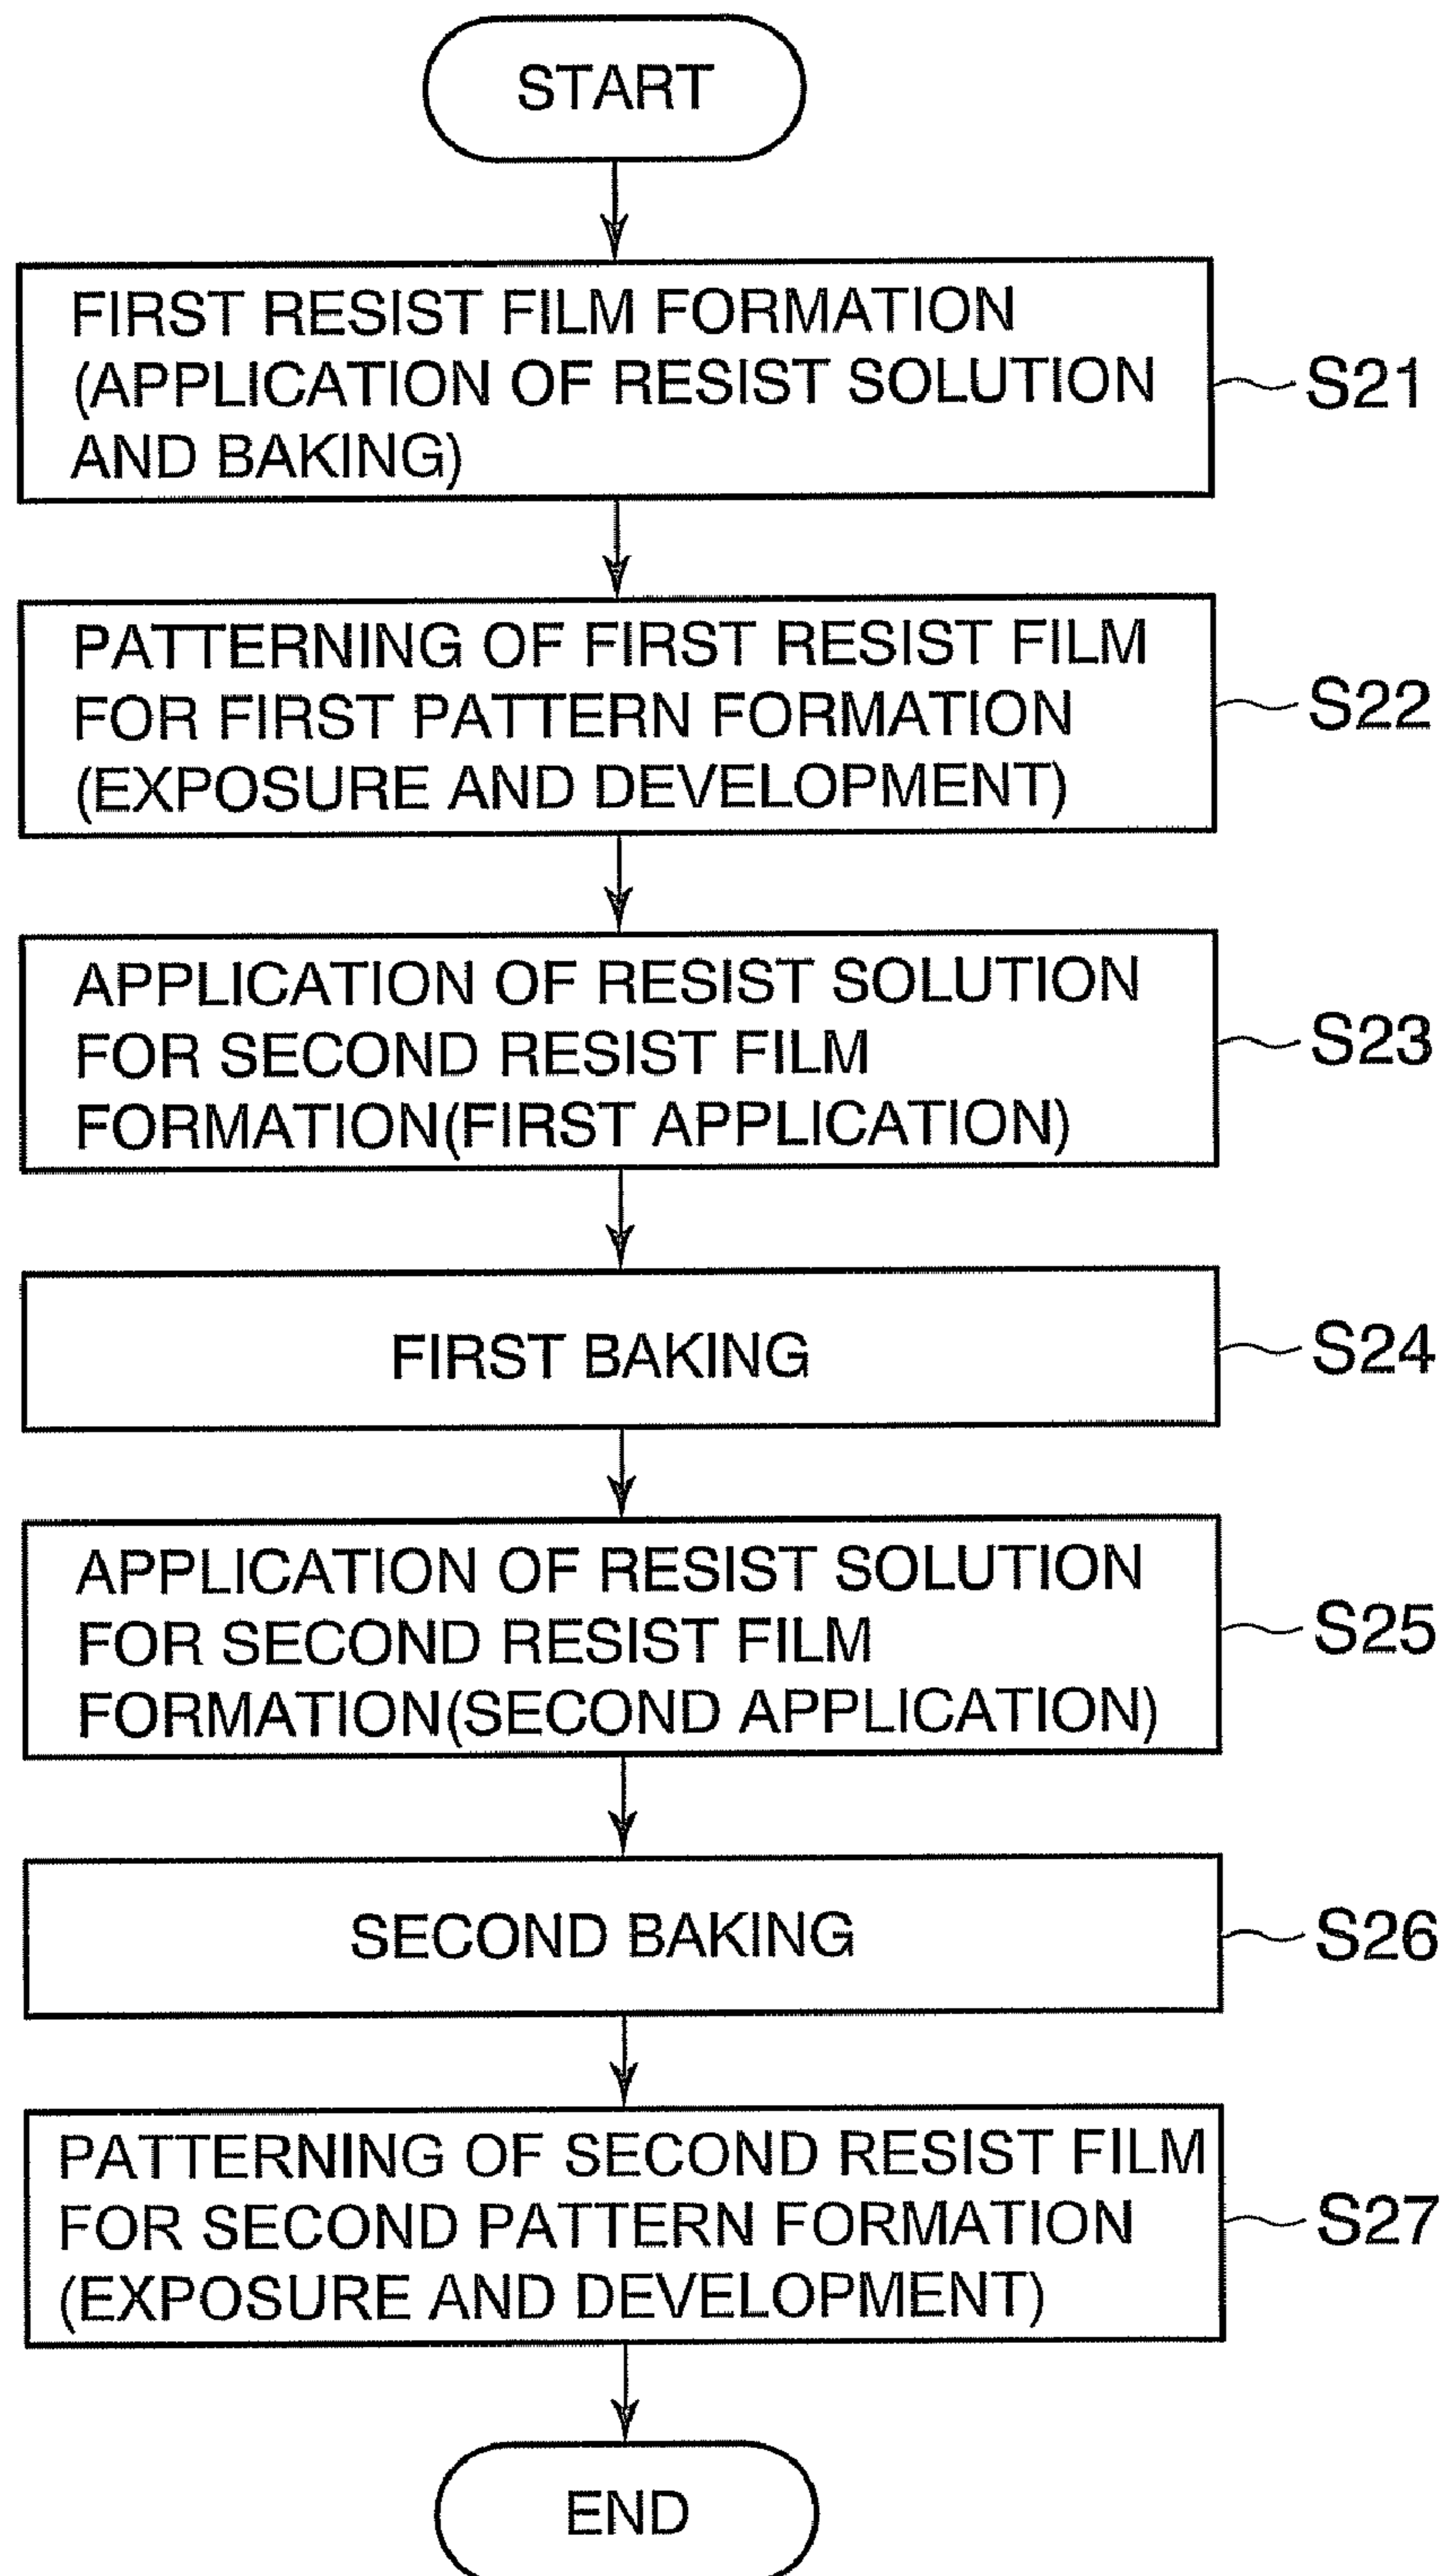 START
FIRST RESIST FILM FORMATION
(APPLICATION OF RESIST SOLUTION
AND BAKING)
S21
PATTERNING OF FIRST RESIST FILM
FOR FIRST PATTERN FORMATION
(EXPOSURE AND DEVELOPMENT)
S22
APPLICATION OF RESIST SOLUTION
FOR SECOND RESIST FILM
FORMATION(FIRST APPLICATION)
S23
FIRST BAKING
S24
APPLICATION OF RESIST SOLUTION
FOR SECOND RESIST FILM
FORMATION(SECOND APPLICATION)
S25
SECOND BAKING
S26
PATTERNING OF SECOND RESIST FILM
FOR SECOND PATTERN FORMATION
(EXPOSURE AND DEVELOPMENT)
S27
END